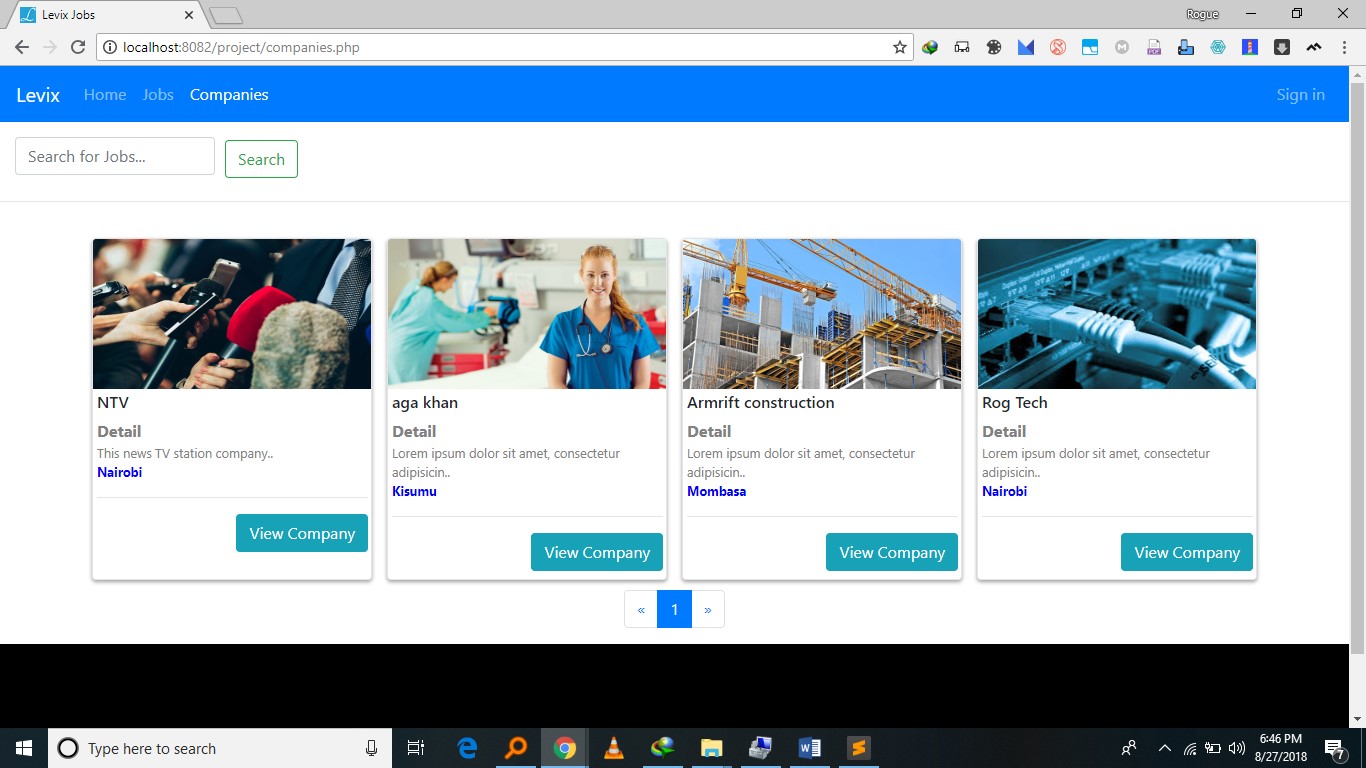 Levix Jobs
Rogue
localhost:8082/project/companies.php
Levix Home Jobs Companies Sign in
Search for Jobs...
Search
NTV
Detail
This news TV station company..
Nairobi
View Company
aga khan
Detail
Lorem ipsum dolor sit amet, consectetur
adipisicin..
Kisumu
View Company
Armrift construction
Detail
Lorem ipsum dolor sit amet, consectetur
adipisicin..
Mombasa
View Company
Rog Tech
Detail
Lorem ipsum dolor sit amet, consectetur
adipisicin..
Nairobi
View Company
« 1 »
Type here to search
6:46 PM
8/27/2018
7